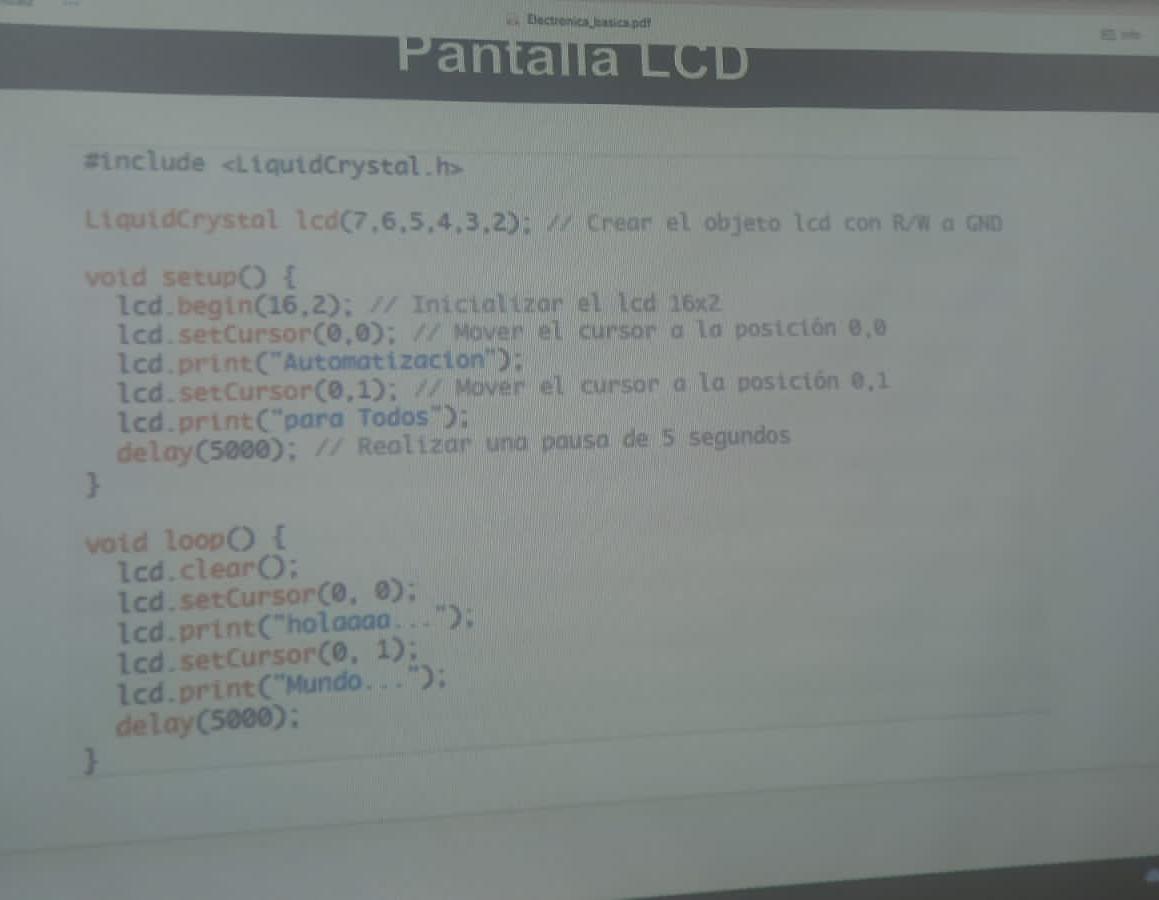 Electronica_basica.pdf
Pantalla LCD
#include <LiquidCrystal.h>
LiquidCrystal lcd(7,6,5,4,3,2); // Crear el objeto lcd con R/W a GND
void setup() {
lcd.begin(16,2); // Inicializar el lcd 16x2
lcd.setCursor(0,0); // Mover el cursor a la posición 0,0
lcd.print("Automatizacion");
lcd.setCursor(0,1); // Mover el cursor a la posición 0,1
lcd.print("para Todos");
delay(5000); // Realizar una pausa de 5 segundos
}
void loop() {
lcd.clear();
lcd.setCursor(0, 0);
lcd.print("holaaaa...");
lcd.setCursor(0, 1);
lcd.print("Mundo...");
delay(5000);
}